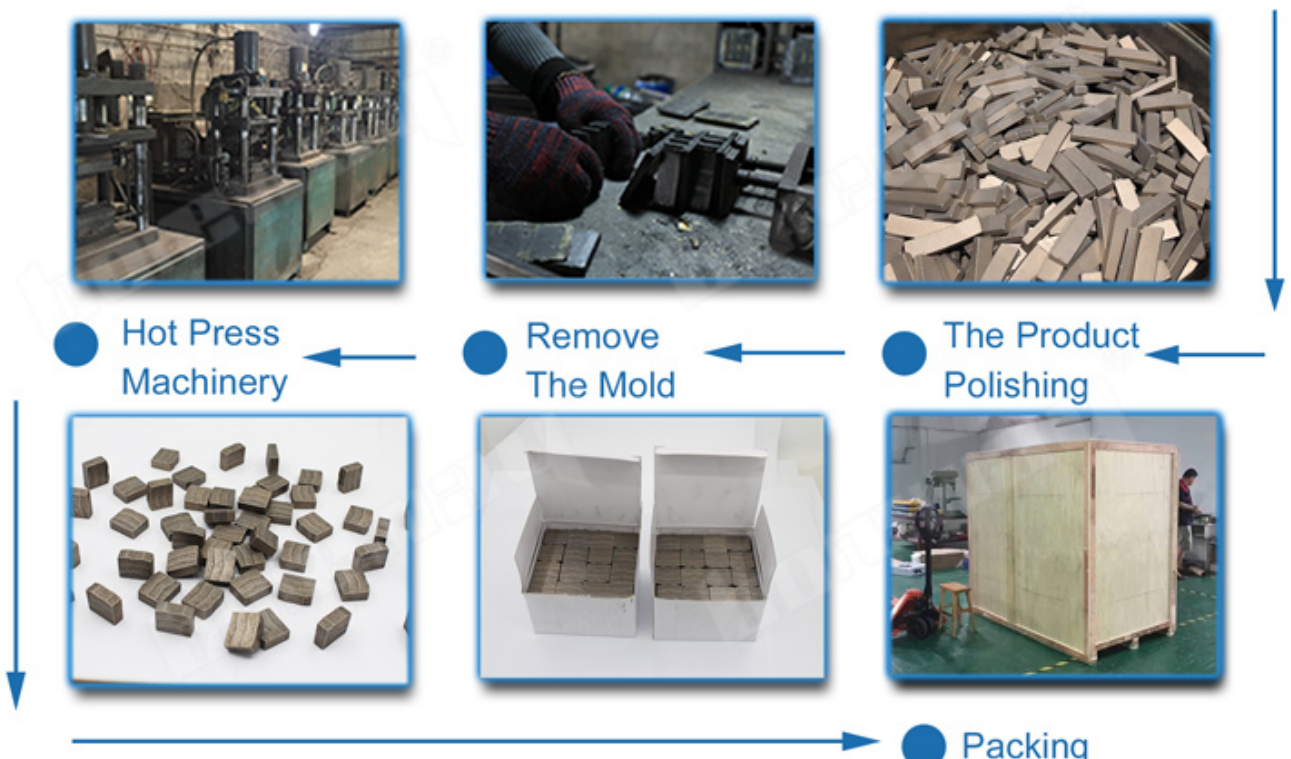 Hot Press
Machinery
Remove
The Mold
The Product
Polishing
Packing